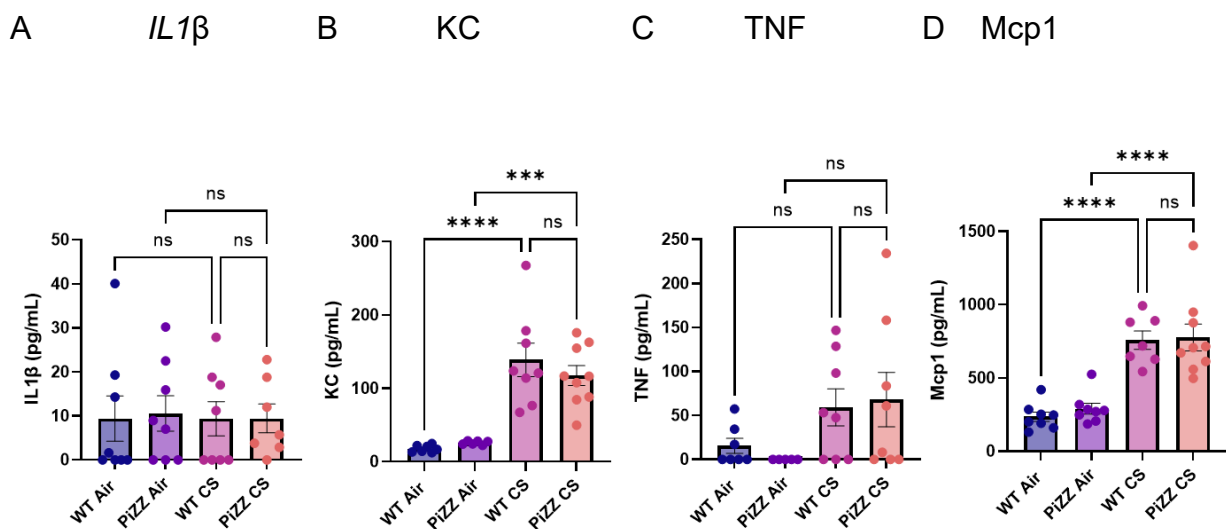 A IL1β B KC C TNF D Mcp1
ns
ns ns
50
40
30
20
10
0
IL1β (pg/mL)
WT Air PiZZ Air WT CS PiZZ CS
***
**** ns
300
200
100
0
KC (pg/mL)
WT Air PiZZ Air WT CS PiZZ CS
ns
ns ns
250
200
150
100
50
0
TNF (pg/mL)
WT Air PiZZ Air WT CS PiZZ CS
****
**** ns
1500
1000
500
0
Mcp1 (pg/mL)
WT Air PiZZ Air WT CS PiZZ CS